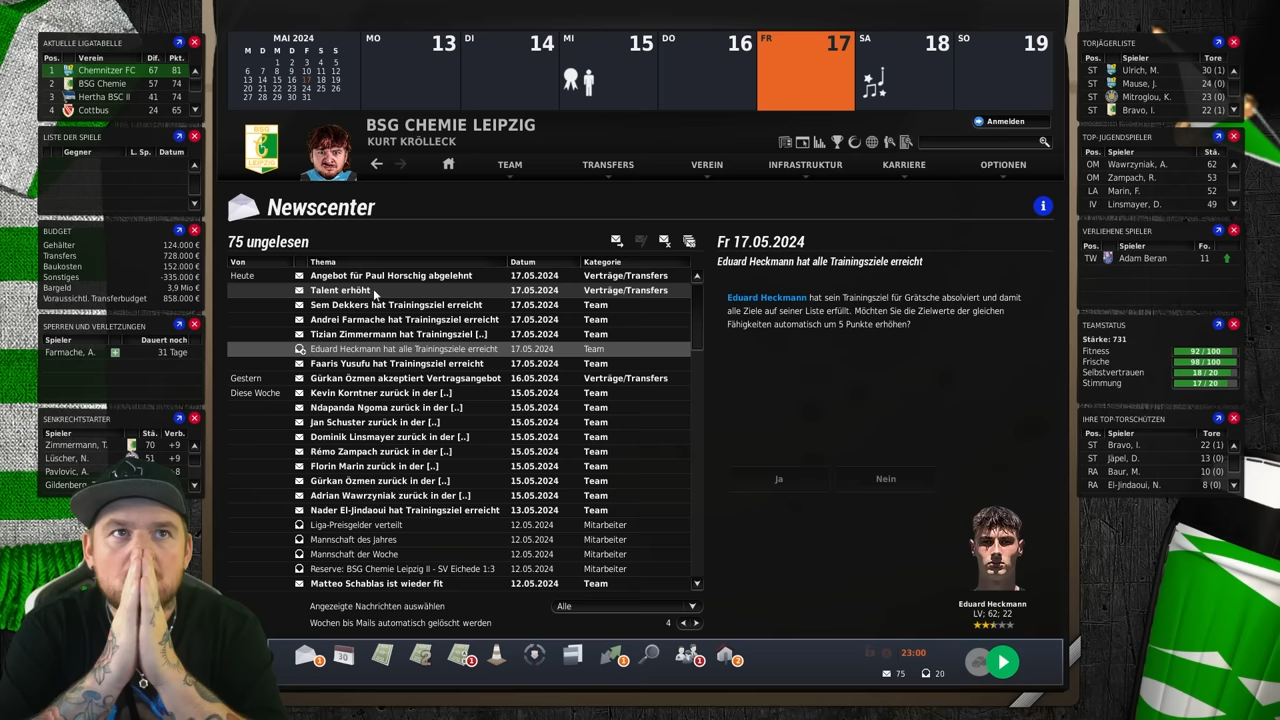 AKTUELLE LIGATABELLE
Pos. Verein Dif. Pkt.
1 Chemnitzer FC 67 81
2 BSG Chemie 57 74
3 Hertha BSC II 41 74
4 Cottbus 24 65
LISTE DER SPIELE
Gegner L. Sp. Datum
BUDGET
Gehälter 124.000 €
Transfers 728.000 €
Baukosten 152.000 €
Sonstiges -335.000 €
Bargeld 3,9 Mio €
Voraussichtl. Transferbudget 858.000 €
SPERREN UND VERLETZUNGEN
Spieler Dauert noch
Farmache, A. 31 Tage
SENKRECHTSTARTER
Spieler Stä. Verb.
Zimmermann, T. 70 +9
Lüscher, N. 51 +9
Pavlovic, A.
MAI 2024
M D M D F S S
1 2 3 4 5
6 7 8 9 10 11 12
13 14 15 16 17 18 19
20 21 22 23 24 25 26
27 28 29 30 31
MO 13
DI 14
MI 15
DO 16
FR 17
SA 18
SO 19
BSG CHEMIE LEIPZIG
KURT KRÖLLECK
Anmelden
BSG
LEIPZIG
TEAM TRANSFERS VEREIN INFRASTRUKTUR KARRIERE OPTIONEN
Newscenter
75 ungelesen
Von Thema Datum Kategorie
Heute Angebot für Paul Horschig abgelehnt 17.05.2024 Verträge/Transfers
Talent erhöht 17.05.2024 Verträge/Transfers
Sem Dekkers hat Trainingsziel erreicht 17.05.2024 Team
Andrei Farmache hat Trainingsziel erreicht 17.05.2024 Team
Tizian Zimmermann hat Trainingsziel [..] 17.05.2024 Team
Eduard Heckmann hat alle Trainingsziele erreicht 17.05.2024 Team
Faaris Yusufu hat Trainingsziel erreicht 17.05.2024 Team
Gestern Gürkan Özmen akzeptiert Vertragsangebot 16.05.2024 Verträge/Transfers
Diese Woche Kevin Korntner zurück in der [..] 15.05.2024 Team
Ndapanda Ngoma zurück in der [..] 15.05.2024 Team
Jan Schuster zurück in der [..] 15.05.2024 Team
Dominik Linsmayer zurück in der [..] 15.05.2024 Team
Rémo Zampach zurück in der [..] 15.05.2024 Team
Florin Marin zurück in der [..] 15.05.2024 Team
Gürkan Özmen zurück in der [..] 15.05.2024 Team
Adrian Wawrzyniak zurück in der [..] 15.05.2024 Team
Nader El-Jindaoui hat Trainingsziel erreicht 13.05.2024 Team
Liga-Preisgelder verteilt 12.05.2024 Mitarbeiter
Mannschaft des Jahres 12.05.2024 Mitarbeiter
Mannschaft der Woche 12.05.2024 Mitarbeiter
Reserve: BSG Chemie Leipzig II - SV Eichede 1:3 12.05.2024 Mitarbeiter
Matteo Schablas ist wieder fit 12.05.2024 Team
Angezeigte Nachrichten auswählen Alle
Wochen bis Mails automatisch gelöscht werden 4
Fr 17.05.2024
Eduard Heckmann hat alle Trainingsziele erreicht
Eduard Heckmann hat sein Trainingsziel für Grätsche absolviert und damit
alle Ziele auf seiner Liste erfüllt. Möchten Sie die Zielwerte der gleichen
Fähigkeiten automatisch um 5 Punkte erhöhen?
Ja Nein
Eduard Heckmann
LV; 62; 22
1 30 1 1 1 2
23:00
75 20
TORJÄGERLISTE
Pos. Spieler Tore
ST Ulrich, M. 30 (1)
ST Mause, J. 24 (0)
ST Mitroglou, K. 23 (0)
ST Bravo, I. 22 (1)
TOP-JUGENDSPIELER
Pos. Spieler Stä.
OM Wawrzyniak, A. 62
OM Zampach, R. 53
LA Marin, F. 52
IV Linsmayer, D. 49
VERLIEHENE SPIELER
Pos. Spieler Fo.
TW Adam Beran 11
TEAMSTATUS
Stärke: 731
Fitness 92 / 100
Frische 98 / 100
Selbstvertrauen 18 / 20
Stimmung 17 / 20
IHRE TOP-TORSCHÜTZEN
Pos. Spieler Tore
ST Bravo, I. 22 (1)
ST Jäpel, D. 13 (0)
RA Baur, M. 10 (0)
RA El-Jindaoui, N. 8 (0)